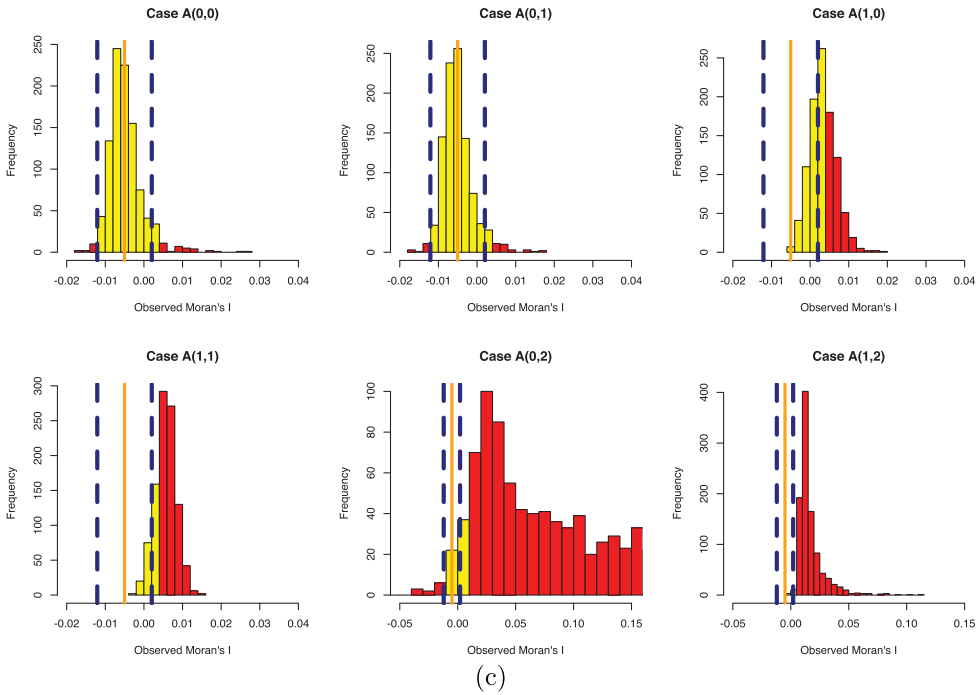 Case A(0,0) Case A(0,1) Case A(1,0)
Frequency Frequency Frequency
250 250 250
200 200 200
150 150 150
100 100 100
50 50 50
0 0 0
-0.02 -0.01 0.00 0.01 0.02 0.03 0.04 -0.02 -0.01 0.00 0.01 0.02 0.03 0.04 -0.02 -0.01 0.00 0.01 0.02 0.03 0.04
Observed Moran's I Observed Moran's I Observed Moran's I
Case A(1,1) Case A(0,2) Case A(1,2)
Frequency Frequency Frequency
300 100 400
250 80 300
200 60 200
150 40 100
100 20 0
50 0
0
-0.02 -0.01 0.00 0.01 0.02 0.03 0.04 -0.05 0.00 0.05 0.10 0.15 -0.05 0.00 0.05 0.10 0.15
Observed Moran's I Observed Moran's I Observed Moran's I
(c)